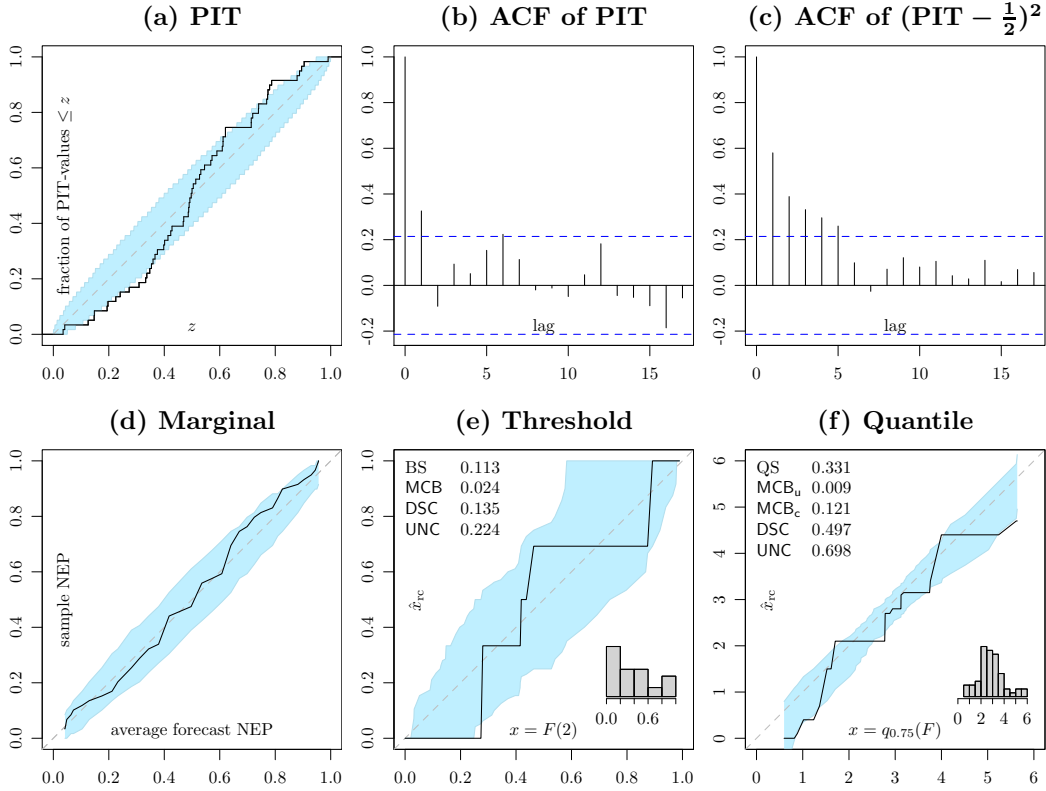 (a) PIT
(b) ACF of PIT
(c) ACF of (PIT − 1/2)²
0.0 0.2 0.4 0.6 0.8 1.0
fraction of PIT-values ≤ z
z
0.0 0.2 0.4 0.6 0.8 1.0
-0.2 0.0 0.2 0.4 0.6 0.8 1.0
lag
0 5 10 15
-0.2 0.0 0.2 0.4 0.6 0.8 1.0
lag
0 5 10 15
(d) Marginal
(e) Threshold
(f) Quantile
0.0 0.2 0.4 0.6 0.8 1.0
sample NEP
average forecast NEP
0.0 0.2 0.4 0.6 0.8 1.0
0.0 0.2 0.4 0.6 0.8 1.0
BS 0.113
MCB 0.024
DSC 0.135
UNC 0.224
x̂rc
0.0 0.6
x = F(2)
0.0 0.2 0.4 0.6 0.8 1.0
0 1 2 3 4 5 6
QS 0.331
MCBu 0.009
MCBc 0.121
DSC 0.497
UNC 0.698
x̂rc
0 2 4 6
x = q0.75(F)
0 1 2 3 4 5 6